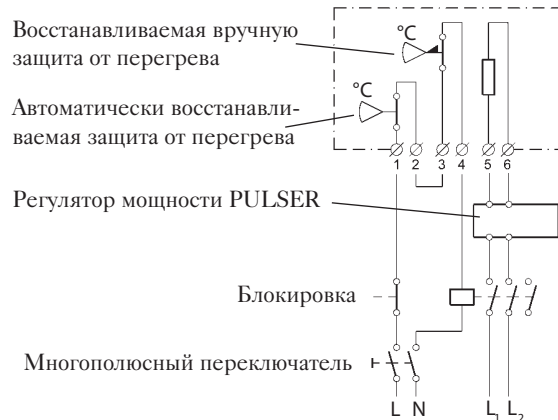 Восстанавливаемая вручную
защита от перегрева
°C
Автоматически восстанавли-
ваемая защита от перегрева
°C
1 2 3 4 5 6
Регулятор мощности PULSER
Блокировка
Многополюсный переключатель
L N L1 L2